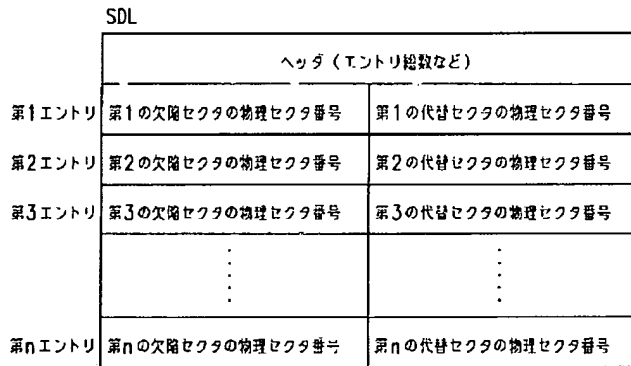 SDL
ヘッダ(エントリ総数など)
第1エントリ 第1の欠陥セクタの物理セクタ番号 第1の代替セクタの物理セクタ番号
第2エントリ 第2の欠陥セクタの物理セクタ番号 第2の代替セクタの物理セクタ番号
第3エントリ 第3の欠陥セクタの物理セクタ番号 第3の代替セクタの物理セクタ番号
第nエントリ 第nの欠陥セクタの物理セクタ番号 第nの代替セクタの物理セクタ番号